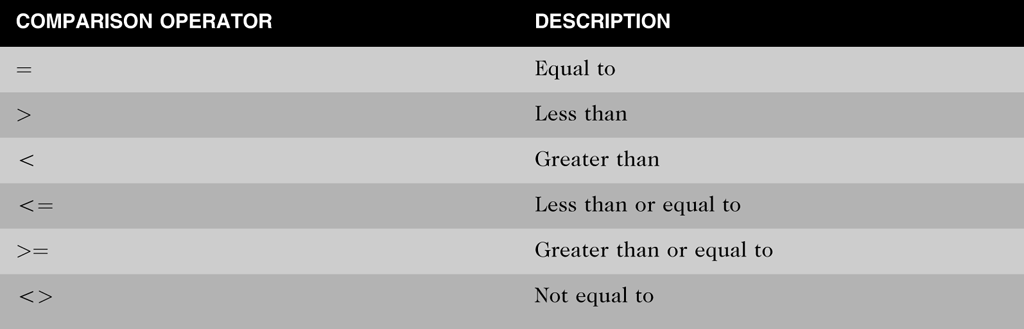 COMPARISON OPERATOR DESCRIPTION
= Equal to
> Less than
< Greater than
<= Less than or equal to
>= Greater than or equal to
<> Not equal to